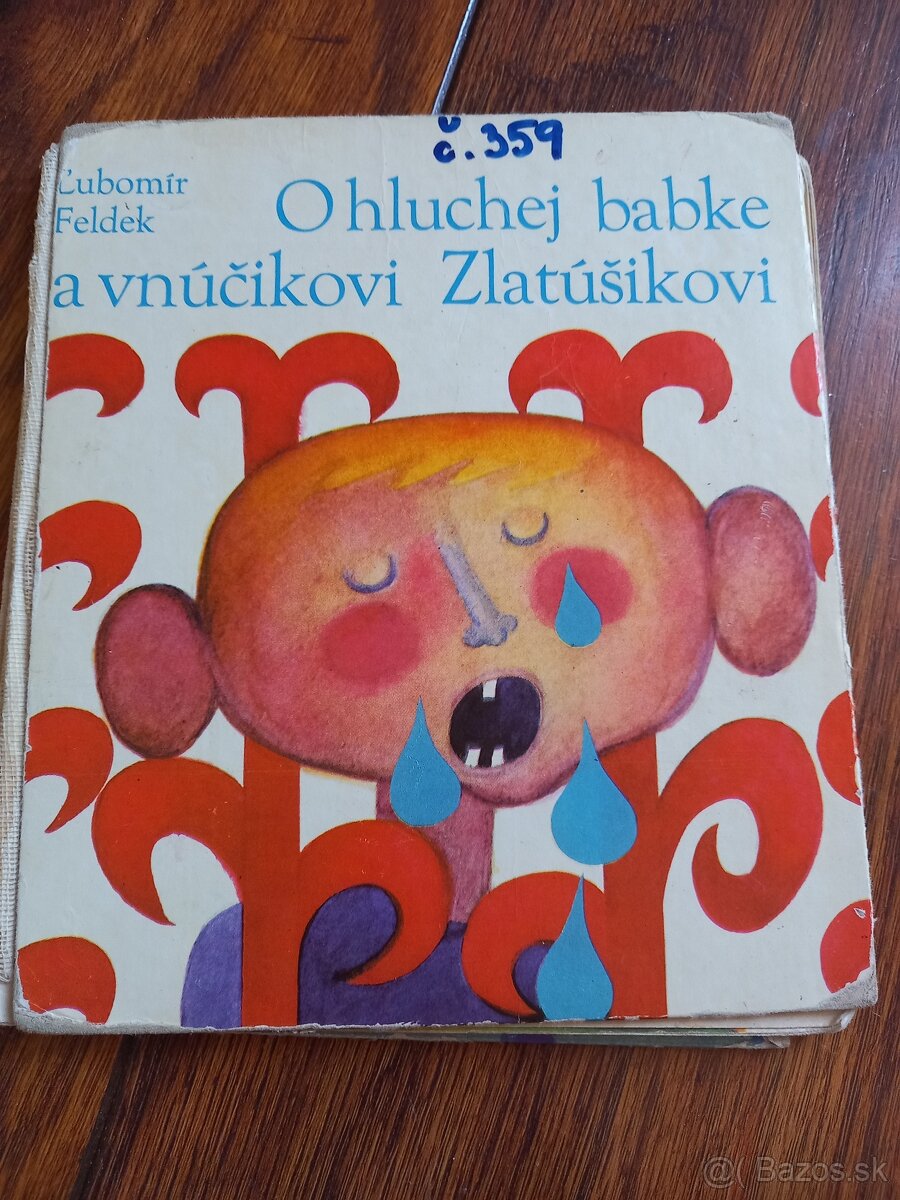 č.359
Ľubomír
Feldek
O hluchej babke
a vnúčikovi Zlatúšikovi
@ Bazos.sk